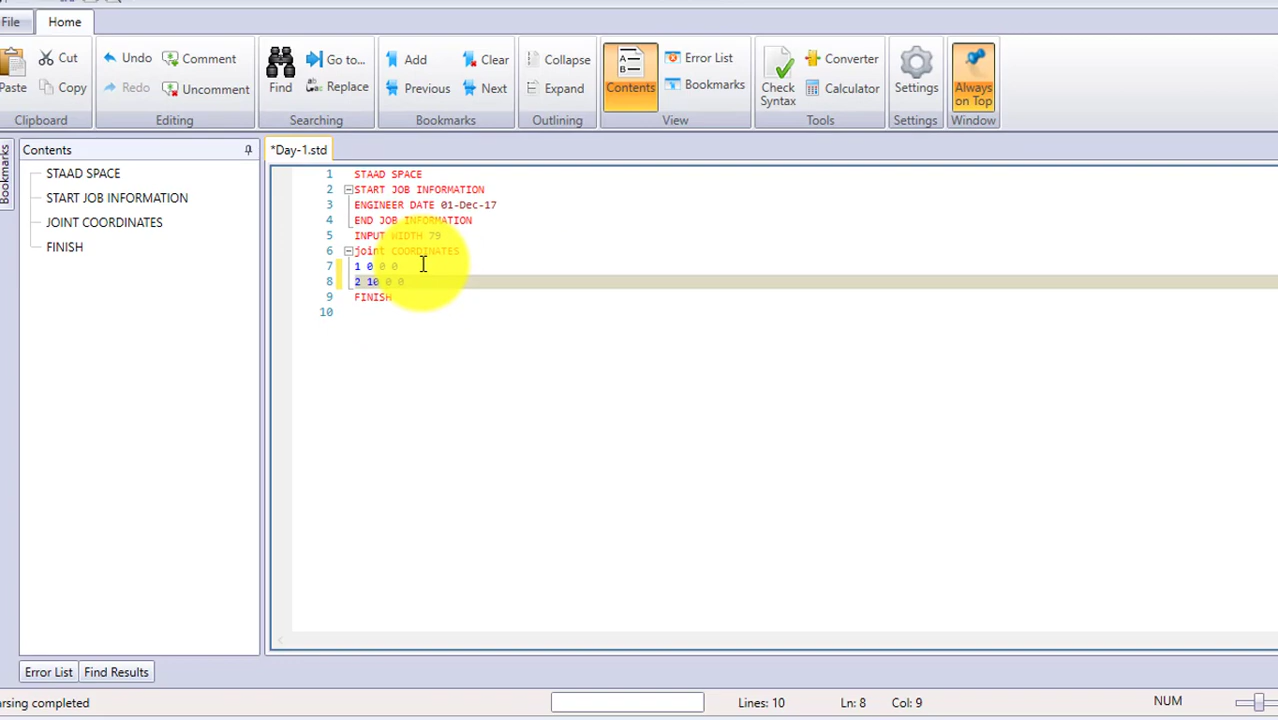 File Home
Paste Cut Copy Clipboard
Undo Redo Comment Uncomment Editing
Find Go to... Replace Searching
Add Previous Clear Next Bookmarks
Collapse Expand Outlining
Contents Error List Bookmarks View
Check Syntax Converter Calculator Tools
Settings Settings
Always on Top Window
Bookmarks
Contents
STAAD SPACE
START JOB INFORMATION
JOINT COORDINATES
FINISH
*Day-1.std
1 STAAD SPACE
2 START JOB INFORMATION
3 ENGINEER DATE 01-Dec-17
4 END JOB INFORMATION
5 INPUT WIDTH 79
6 joint COORDINATES
7 1 0 0 0
8 2 10 0 0
9 FINISH
10
Error List Find Results
arsing completed Lines: 10 Ln: 8 Col: 9 NUM